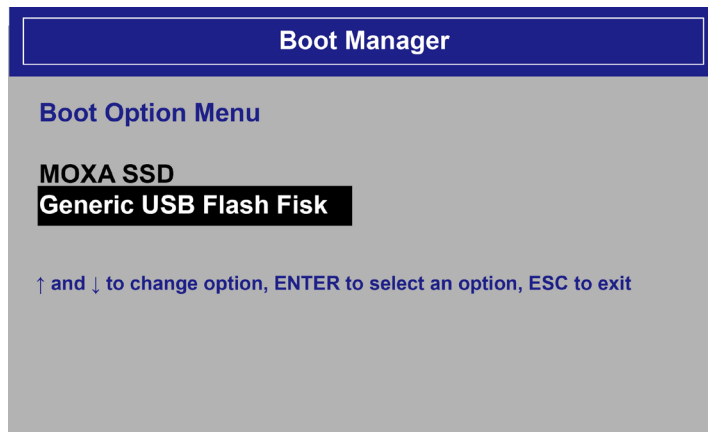 Boot Manager
Boot Option Menu
MOXA SSD
Generic USB Flash Fisk
↑ and ↓ to change option, ENTER to select an option, ESC to exit